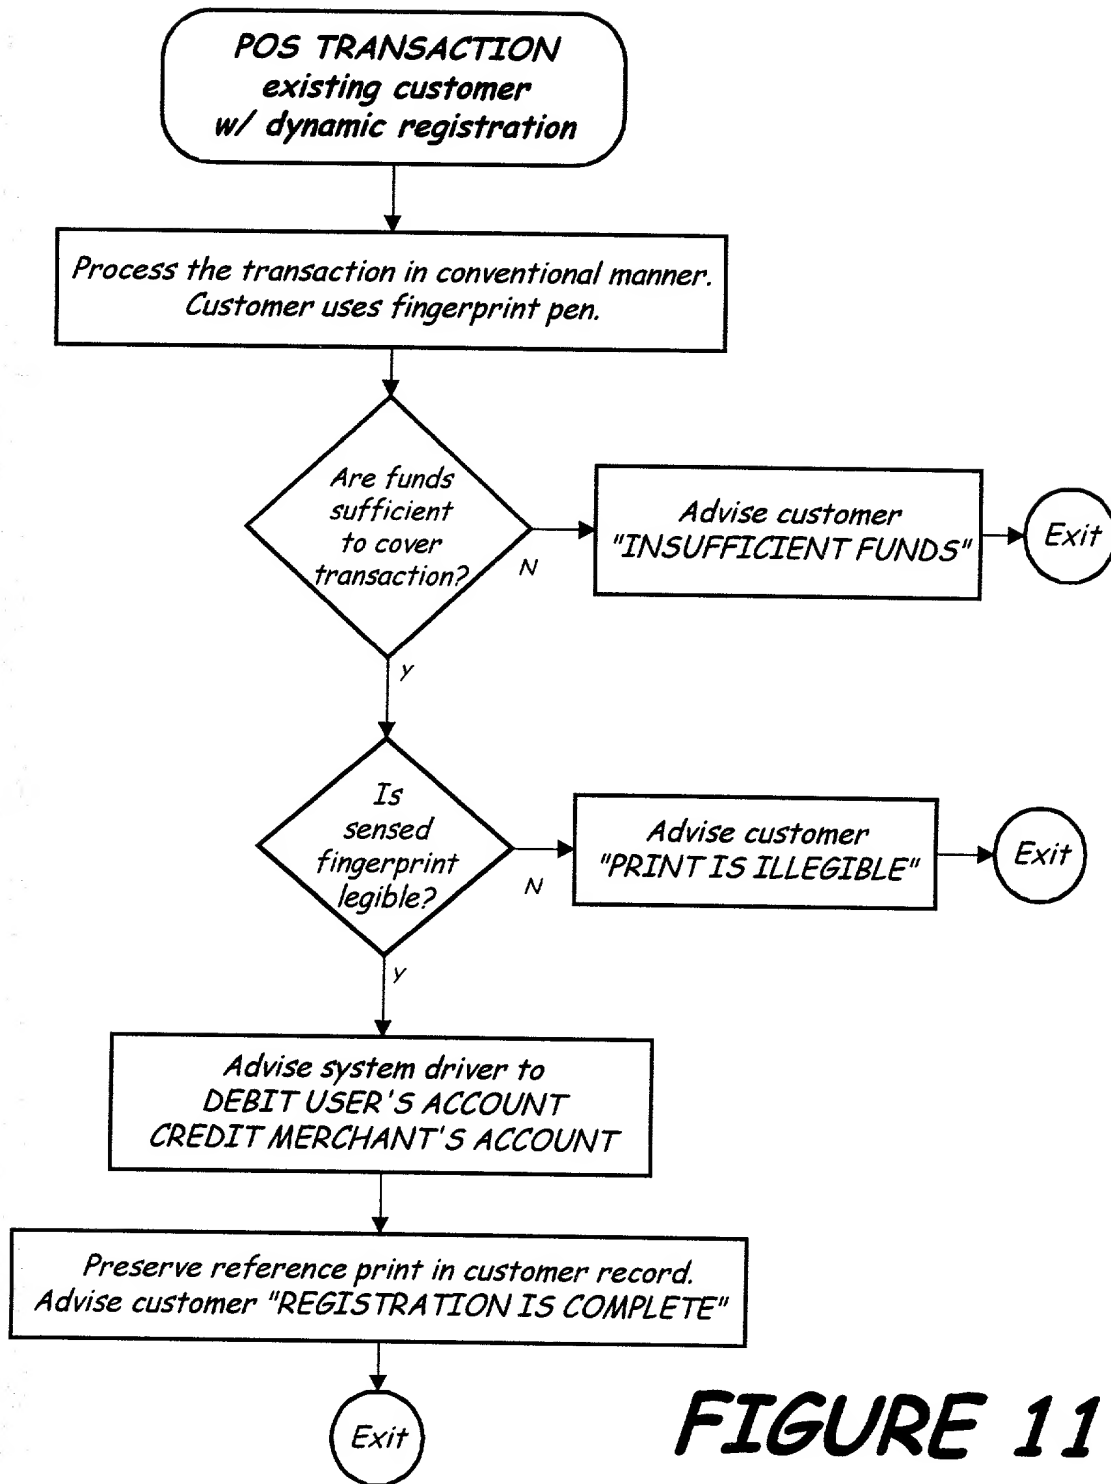 POS TRANSACTION
existing customer
w/ dynamic registration
Process the transaction in conventional manner.
Customer uses fingerprint pen.
Are funds
sufficient
to cover
transaction?
N
Advise customer
"INSUFFICIENT FUNDS"
Exit
Y
Is
sensed
fingerprint
legible?
N
Advise customer
"PRINT IS ILLEGIBLE"
Exit
Y
Advise system driver to
DEBIT USER'S ACCOUNT
CREDIT MERCHANT'S ACCOUNT
Preserve reference print in customer record.
Advise customer "REGISTRATION IS COMPLETE"
Exit
FIGURE 11